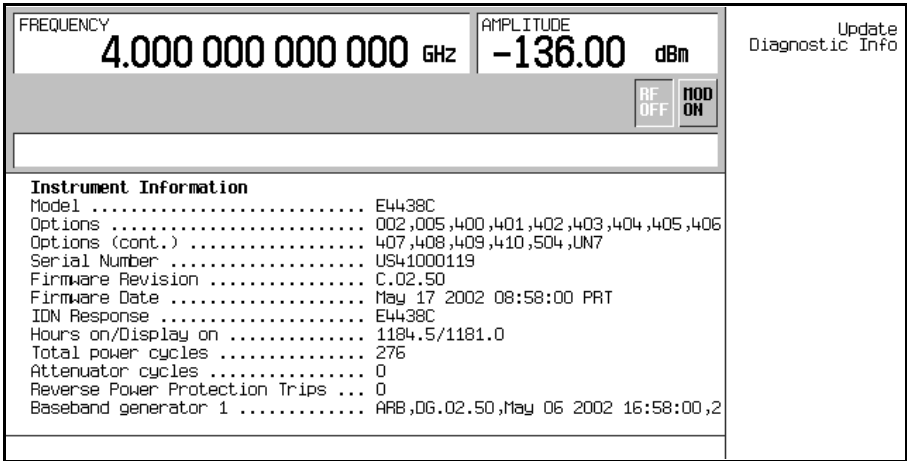 FREQUENCY
4.000 000 000 000 GHz
AMPLITUDE
-136.00 dBm
Update
Diagnostic Info
RF
OFF
MOD
ON
Instrument Information
Model ........................... E4438C
Options ......................... 002,005,400,401,402,403,404,405,406
Options (cont.) ................. 407,408,409,410,504,UN7
Serial Number ................... US41000119
Firmware Revision ............... C.02.50
Firmware Date ................... May 17 2002 08:58:00 PRT
IDN Response .................... E4438C
Hours on/Display on ............. 1184.5/1181.0
Total power cycles .............. 276
Attenuator cycles ............... 0
Reverse Power Protection Trips ... 0
Baseband generator 1 ............ ARB,DG.02.50,May 06 2002 16:58:00,2